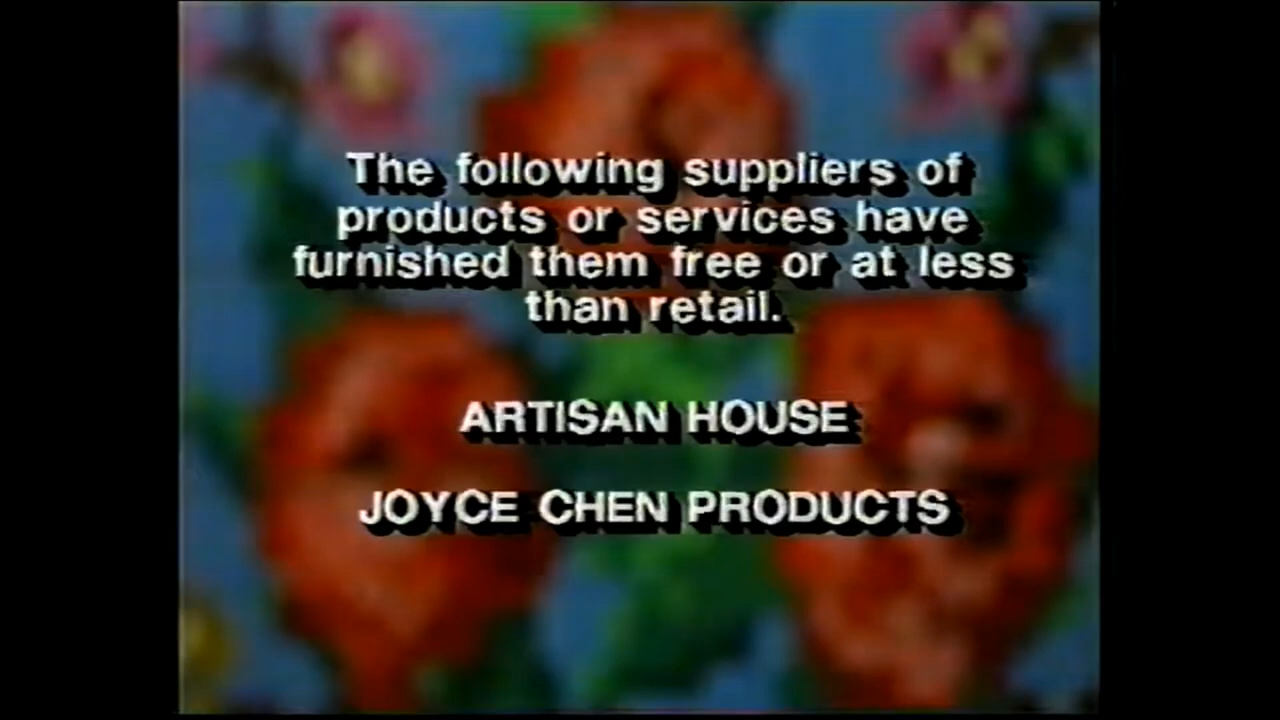 The following suppliers of
products or services have
furnished them free or at less
than retail.
ARTISAN HOUSE
JOYCE CHEN PRODUCTS